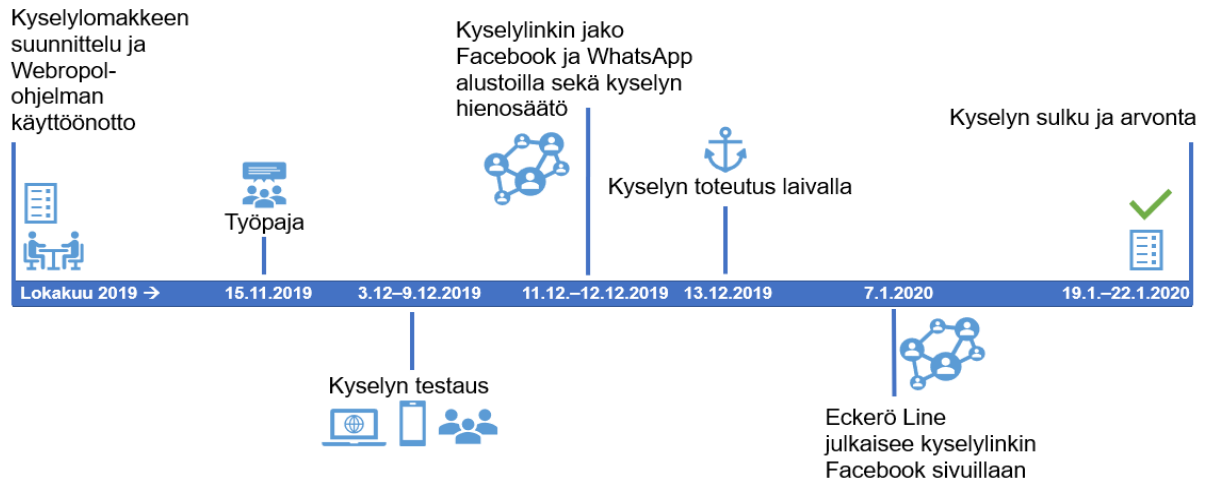 Kyselylomakkeen
suunnittelu ja
Webropol-
ohjelman
käyttöönotto
Työpaja
Kyselylinkin jako
Facebook ja WhatsApp
alustoilla sekä kyselyn
hienosäätö
Kyselyn toteutus laivalla
Kyselyn sulku ja arvonta
Lokakuu 2019 →
15.11.2019
3.12–9.12.2019
11.12.–12.12.2019
13.12.2019
7.1.2020
19.1.–22.1.2020
Kyselyn testaus
Eckerö Line
julkaisee kyselylinkin
Facebook sivuillaan